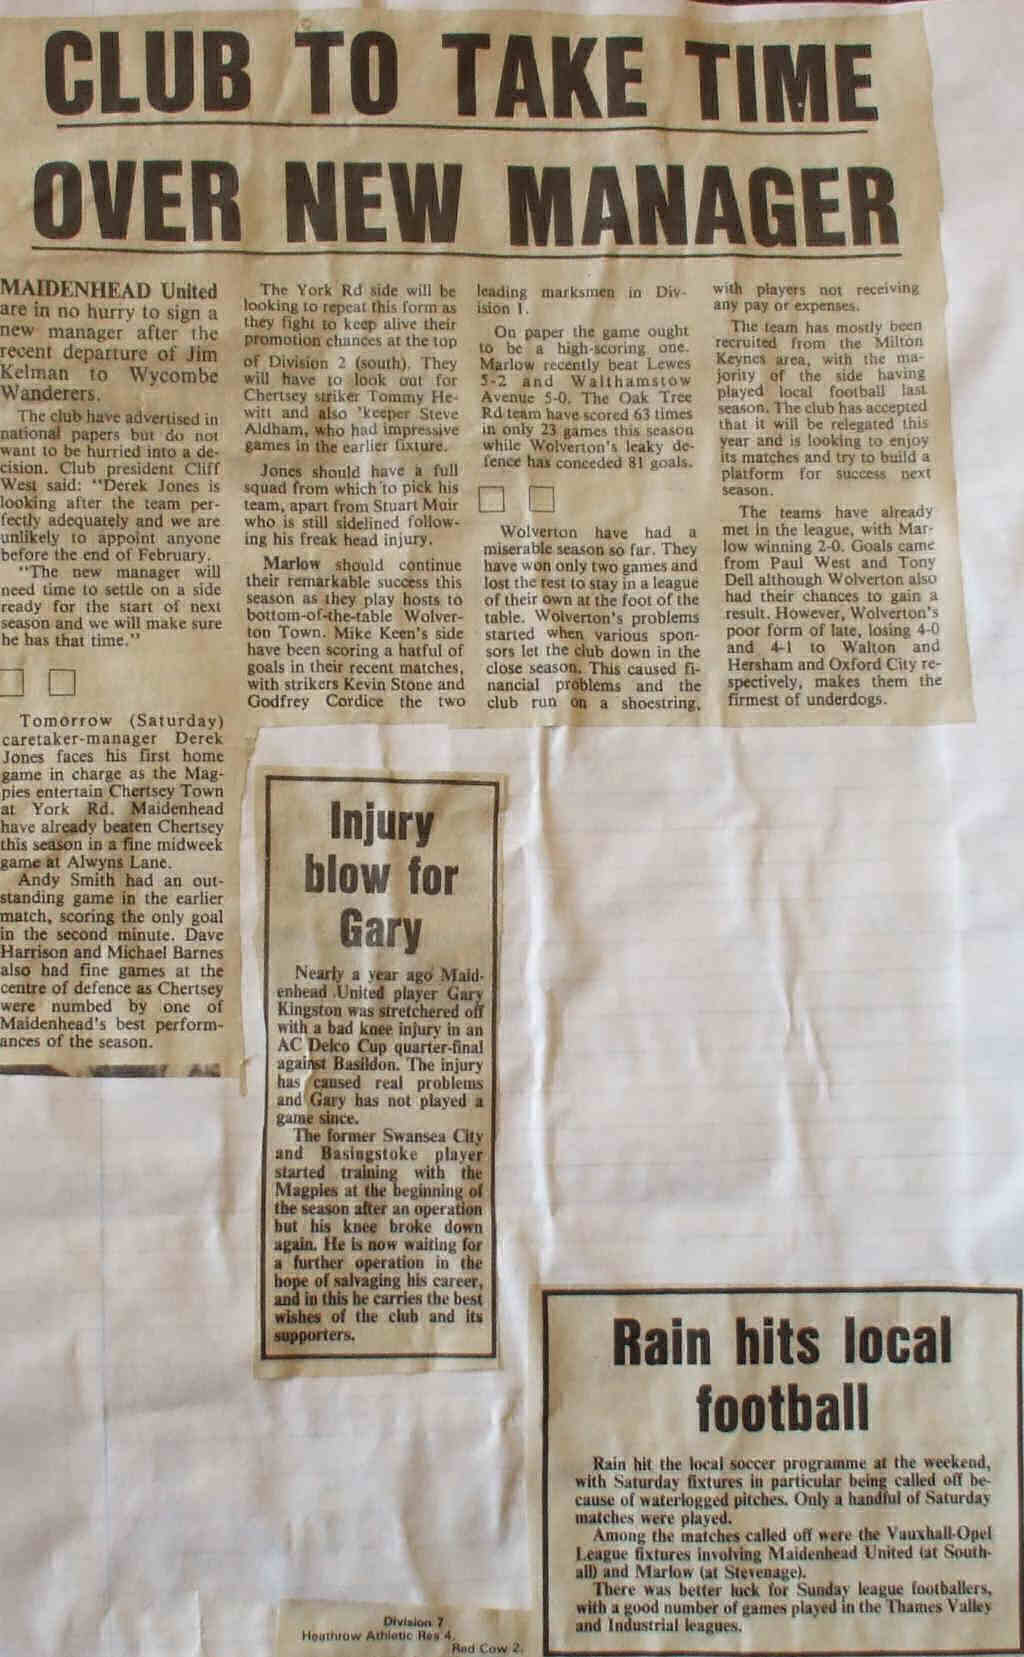 CLUB TO TAKE TIME
OVER NEW MANAGER
MAIDENHEAD United
are in no hurry to sign a
new manager after the
recent departure of Jim
Kelman to Wycombe
Wanderers.
The club have advertised in
national papers but do not
want to be hurried into a de-
cision. Club president Cliff
West said: "Derek Jones is
looking after the team per-
fectly adequately and we are
unlikely to appoint anyone
before the end of February.
"The new manager will
need time to settle on a side
ready for the start of next
season and we will make sure
he has that time."
Tomorrow (Saturday)
caretaker-manager Derek
Jones faces his first home
game in charge as the Mag-
pies entertain Chertsey Town
at York Rd. Maidenhead
have already beaten Chertsey
this season in a fine midweek
game at Alwyns Lane.
Andy Smith had an out-
standing game in the earlier
match, scoring the only goal
in the second minute. Dave
Harrison and Michael Barnes
also had fine games at the
centre of defence as Chertsey
were numbed by one of
Maidenhead's best perform-
ances of the season.
The York Rd side will be
looking to repeat this form as
they fight to keep alive their
promotion chances at the top
of Division 2 (south). They
will have to look out for
Chertsey striker Tommy He-
witt and also 'keeper Steve
Aldham, who had impressive
games in the earlier fixture.
Jones should have a full
squad from which to pick his
team, apart from Stuart Muir
who is still sidelined follow-
ing his freak head injury.
Marlow should continue
their remarkable success this
season as they play hosts to
bottom-of-the-table Wolver-
ton Town. Mike Keen's side
have been scoring a hatful of
goals in their recent matches,
with strikers Kevin Stone and
Godfrey Cordice the two
leading marksmen in Div-
ision 1.
On paper the game ought
to be a high-scoring one.
Marlow recently beat Lewes
5-2 and Walthamstow
Avenue 5-0. The Oak Tree
Rd team have scored 63 times
in only 23 games this season
while Wolverton's leaky de-
fence has conceded 81 goals.
Wolverton have had a
miserable season so far. They
have won only two games and
lost the rest to stay in a league
of their own at the foot of the
table. Wolverton's problems
started when various spon-
sors let the club down in the
close season. This caused fi-
nancial problems and the
club run on a shoestring,
with players not receiving
any pay or expenses.
The team has mostly been
recruited from the Milton
Keynes area, with the ma-
jority of the side having
played local football last
season. The club has accepted
that it will be relegated this
year and is looking to enjoy
its matches and try to build a
platform for success next
season.
The teams have already
met in the league, with Mar-
low winning 2-0. Goals came
from Paul West and Tony
Dell although Wolverton also
had their chances to gain a
result. However, Wolverton's
poor form of late, losing 4-0
and 4-1 to Walton and
Hersham and Oxford City re-
spectively, makes them the
firmest of underdogs.
Injury
blow for
Gary
Nearly a year ago Maid-
enhead United player Gary
Kingston was stretchered off
with a bad knee injury in an
AC Delco Cup quarter-final
against Basildon. The injury
has caused real problems
and Gary has not played a
game since.
The former Swansea City
and Basingstoke player
started training with the
Magpies at the beginning of
the season after an operation
but his knee broke down
again. He is now waiting for
a further operation in the
hope of salvaging his career,
and in this he carries the best
wishes of the club and its
supporters.
Rain hits local
football
Rain hit the local soccer programme at the weekend,
with Saturday fixtures in particular being called off be-
cause of waterlogged pitches. Only a handful of Saturday
matches were played.
Among the matches called off were the Vauxhall-Opel
League fixtures involving Maidenhead United (at South-
all) and Marlow (at Stevenage).
There was better luck for Sunday league footballers,
with a good number of games played in the Thames Valley
and Industrial leagues.
Division 7
Heathrow Athletic Res 4,
Red Cow 2.